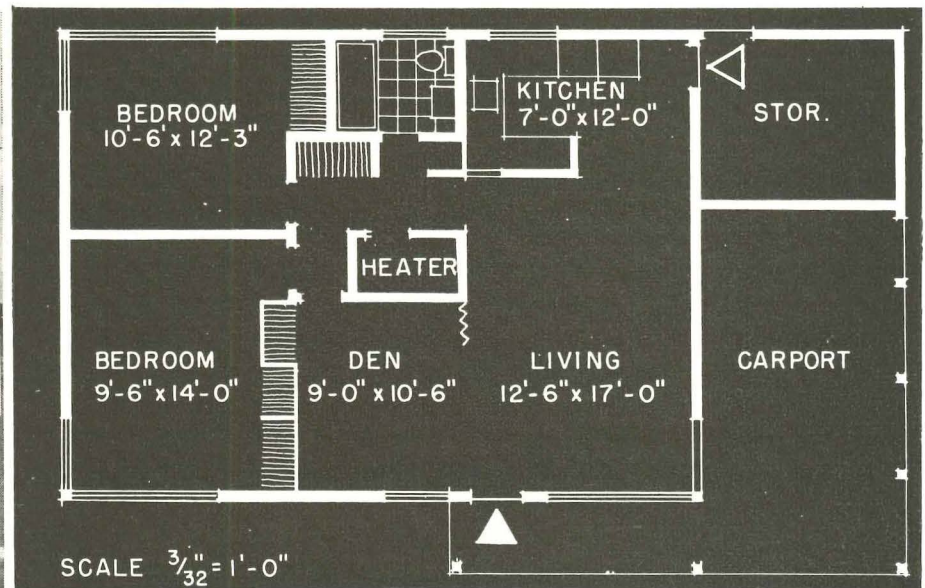 BEDROOM
10'-6" x 12'-3"
KITCHEN
7'-0" x 12'-0"
STOR.
HEATER
BEDROOM
9'-6" x 14'-0"
DEN
9'-0" x 10'-6"
LIVING
12'-6" x 17'-0"
CARPORT
SCALE 3/32" = 1'-0"